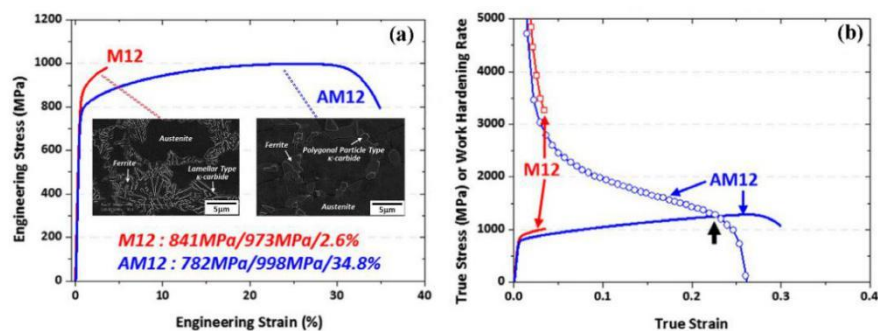 (a)
Engineering Stress (MPa)
1200
1000
800
600
400
200
0
M12
AM12
Austenite
Ferrite
Lamellar Type
κ-carbide
5μm
Polygonal Particle Type
κ-carbide
Ferrite
Austenite
5μm
M12 : 841MPa/973MPa/2.6%
AM12 : 782MPa/998MPa/34.8%
0 10 20 30 40
Engineering Strain (%)
(b)
True Stress (MPa) or Work Hardening Rate
5000
4000
3000
2000
1000
0
M12
AM12
0.0 0.1 0.2 0.3 0.4
True Strain